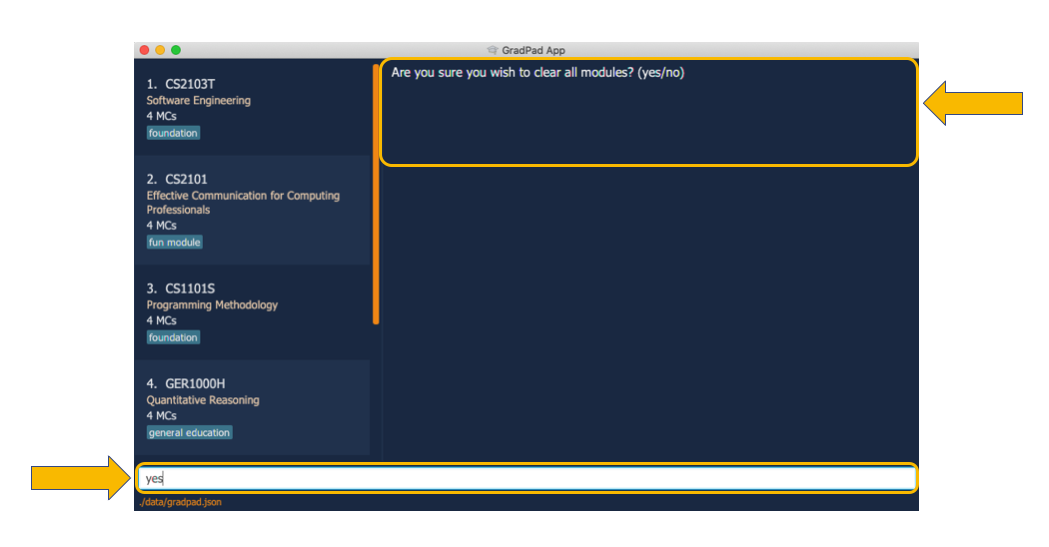 GradPad App
1. CS2103T
Software Engineering
4 MCs
foundation
2. CS2101
Effective Communication for Computing
Professionals
4 MCs
fun module
3. CS1101S
Programming Methodology
4 MCs
foundation
4. GER1000H
Quantitative Reasoning
4 MCs
general education
Are you sure you wish to clear all modules? (yes/no)
yes
./data/gradpad.json